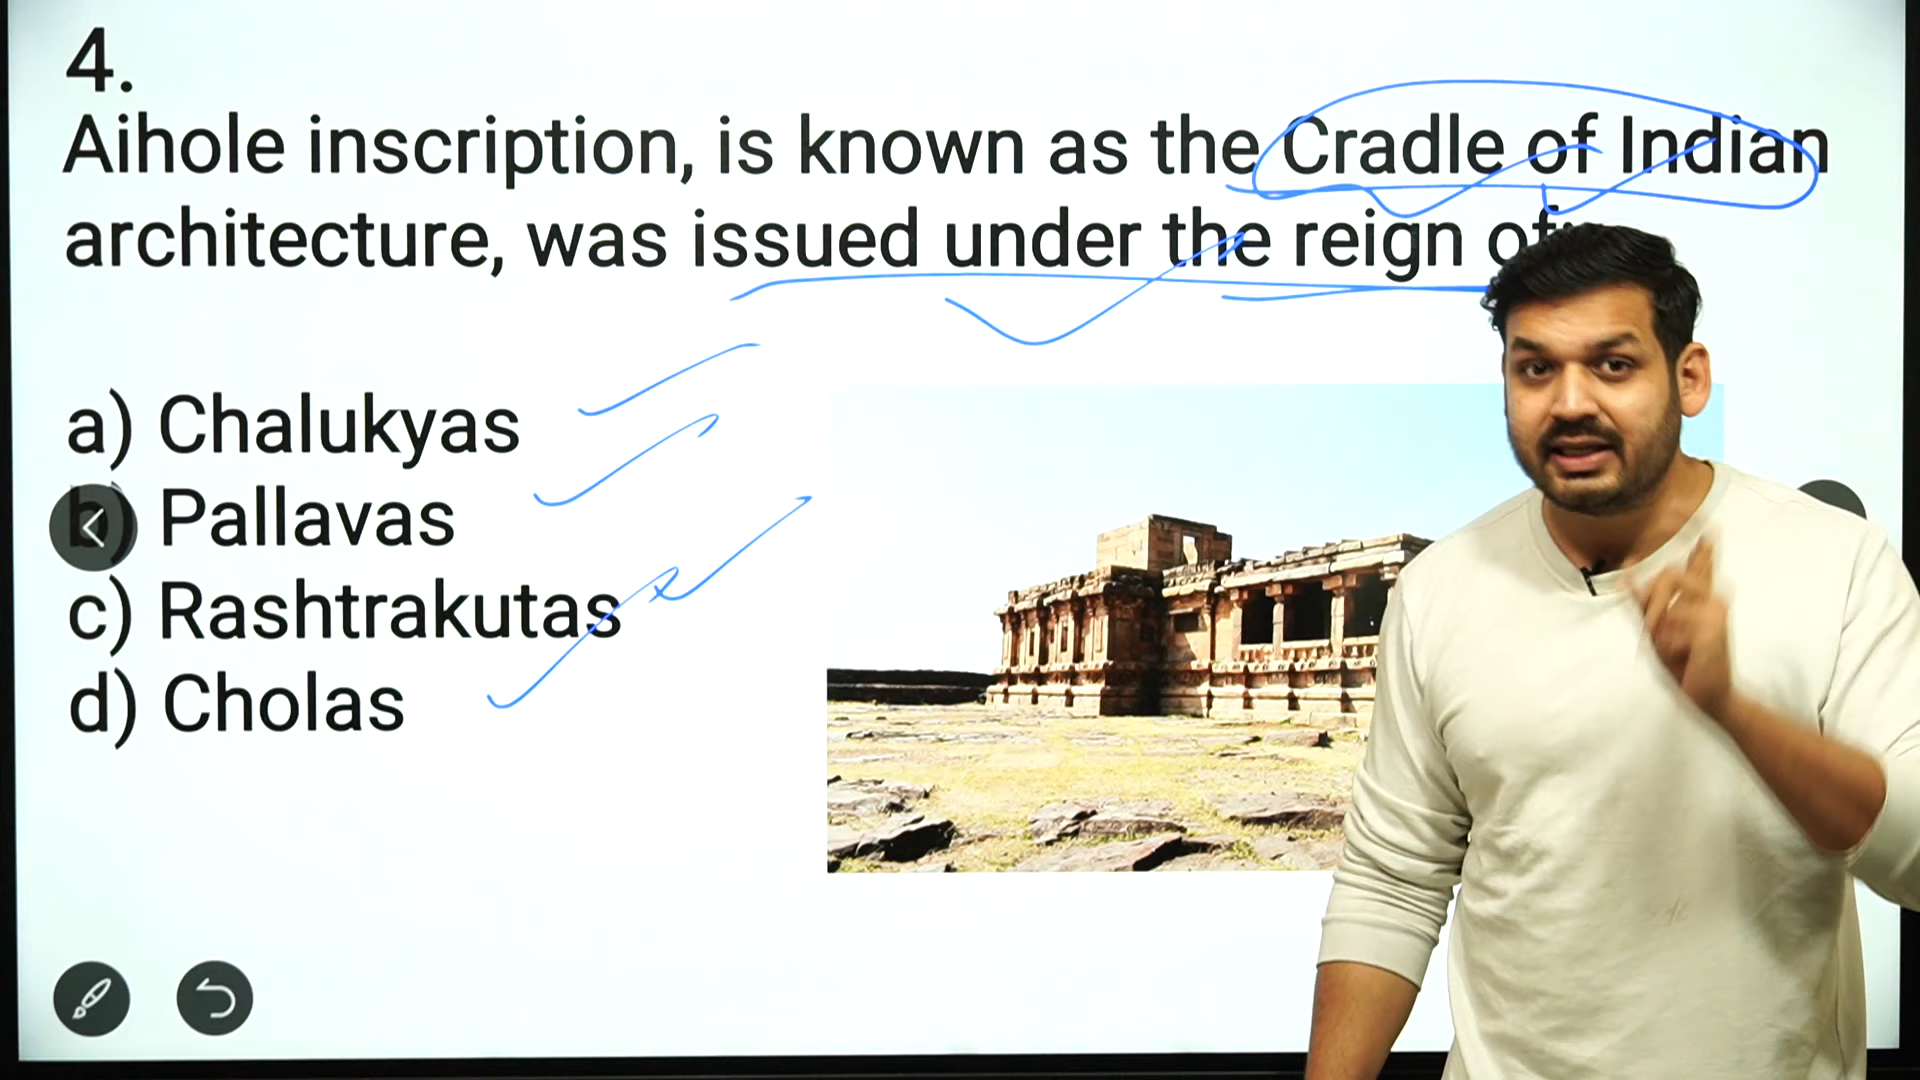 4.
Aihole inscription, is known as the Cradle of Indian
architecture, was issued under the reign of
a) Chalukyas
b) Pallavas
c) Rashtrakutas
d) Cholas